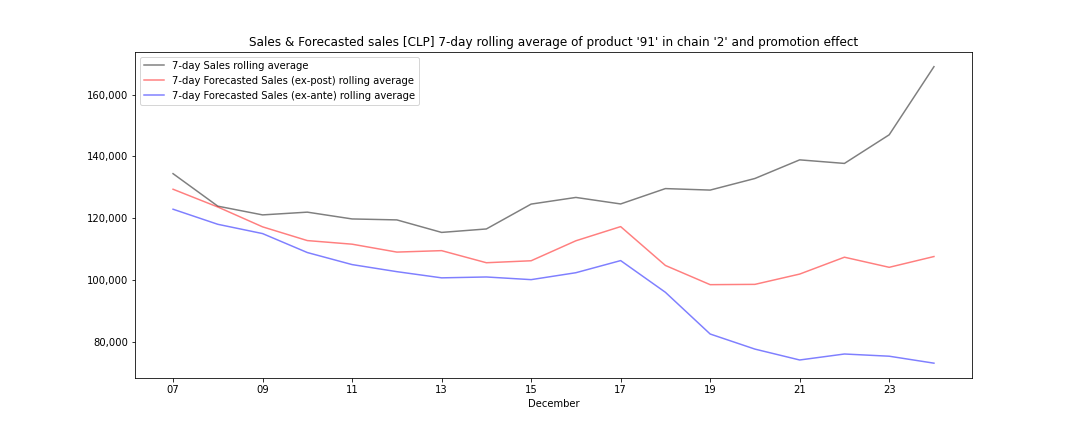 Sales & Forecasted sales [CLP] 7-day rolling average of product '91' in chain '2' and promotion effect
7-day Sales rolling average
7-day Forecasted Sales (ex-post) rolling average
7-day Forecasted Sales (ex-ante) rolling average
160,000
140,000
120,000
100,000
80,000
07 09 11 13 15 17 19 21 23
December